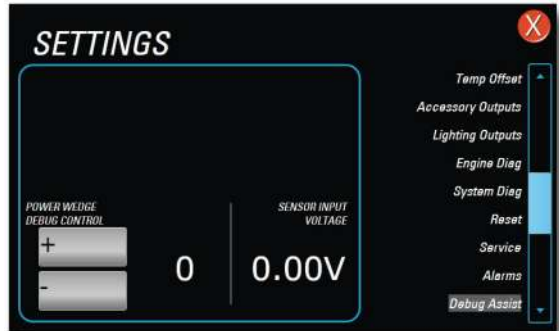 SETTINGS
X
Temp Offset
Accessory Outputs
Lighting Outputs
Engine Diag
System Diag
Reset
Service
Alarms
Debug Assist
POWER WEDGE
DEBUG CONTROL
+
-
0
SENSOR INPUT
VOLTAGE
0.00V